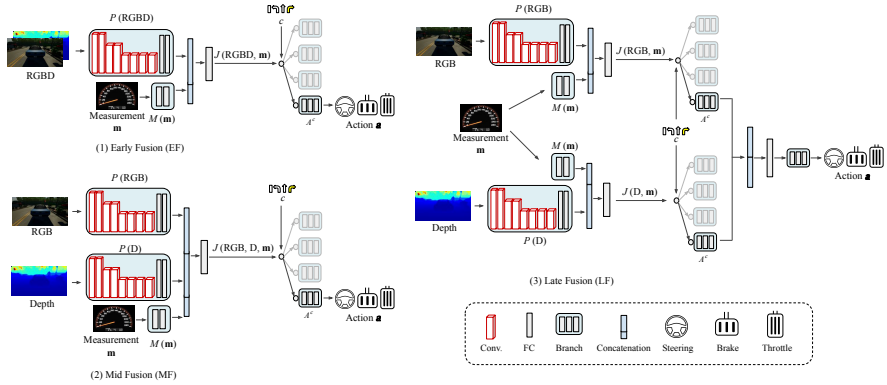 P (RGBD)
RGBD
J (RGBD, m)
c
Measurement
m
M (m)
A^c
Action a
(1) Early Fusion (EF)
P (RGB)
RGB
P (D)
Depth
J (RGB, D, m)
c
Measurement
m
M (m)
A^c
Action a
(2) Mid Fusion (MF)
P (RGB)
RGB
J (RGB, m)
M (m)
A^c
Measurement
m
c
M (m)
Action a
Depth
J (D, m)
P (D)
A^c
(3) Late Fusion (LF)
Conv. FC Branch Concatenation Steering Brake Throttle